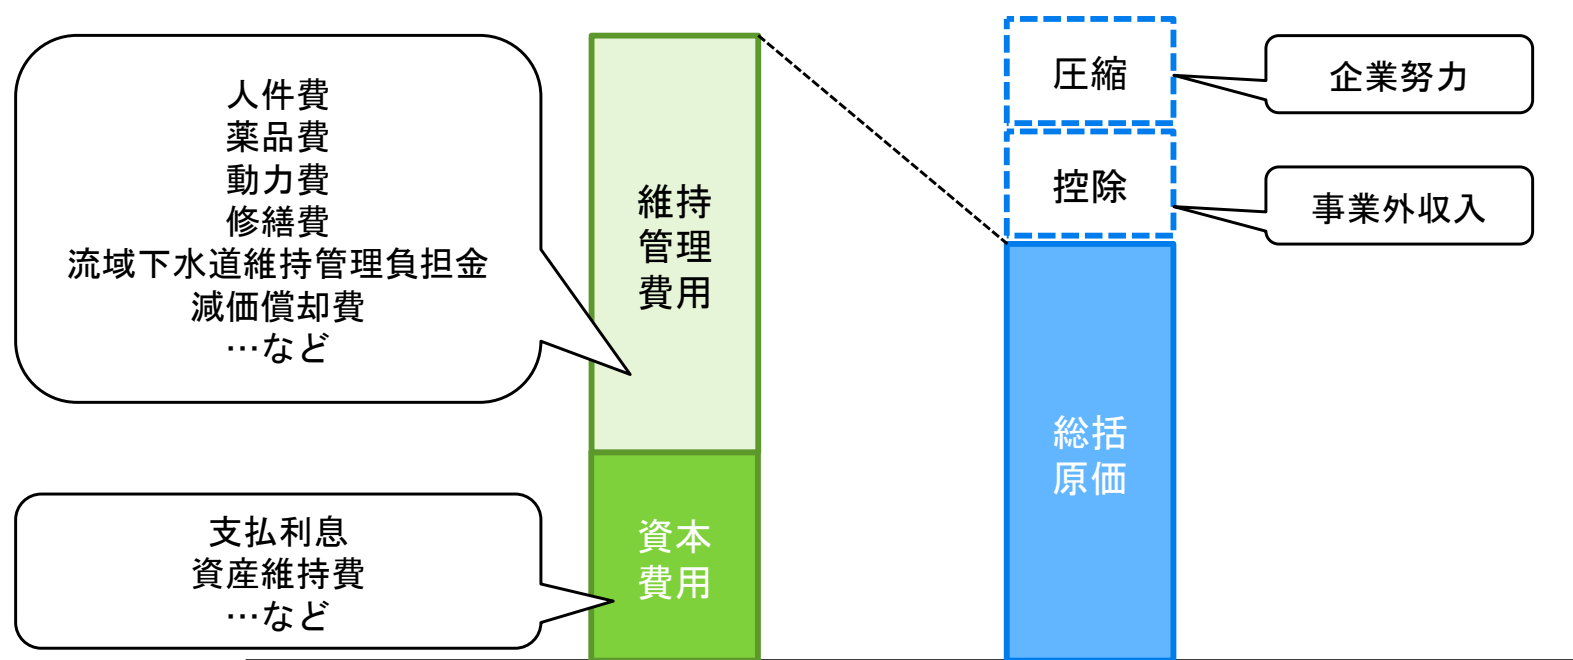 人件費
薬品費
動力費
修繕費
流域下水道維持管理負担金
減価償却費
…など
支払利息
資産維持費
…など
維持
管理
費用
資本
費用
圧縮
控除
総括
原価
企業努力
事業外収入